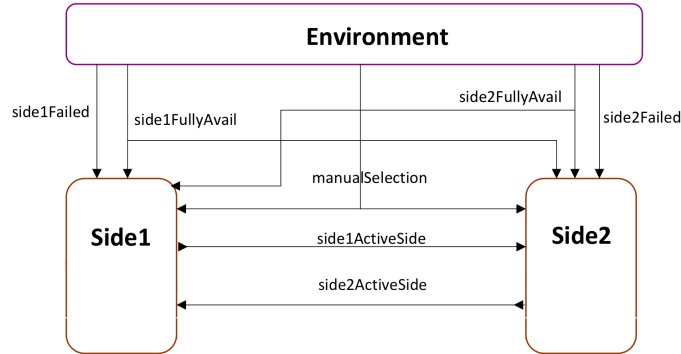 Environment
side1Failed
side1FullyAvail
side2FullyAvail
side2Failed
manualSelection
Side1
side1ActiveSide
Side2
side2ActiveSide